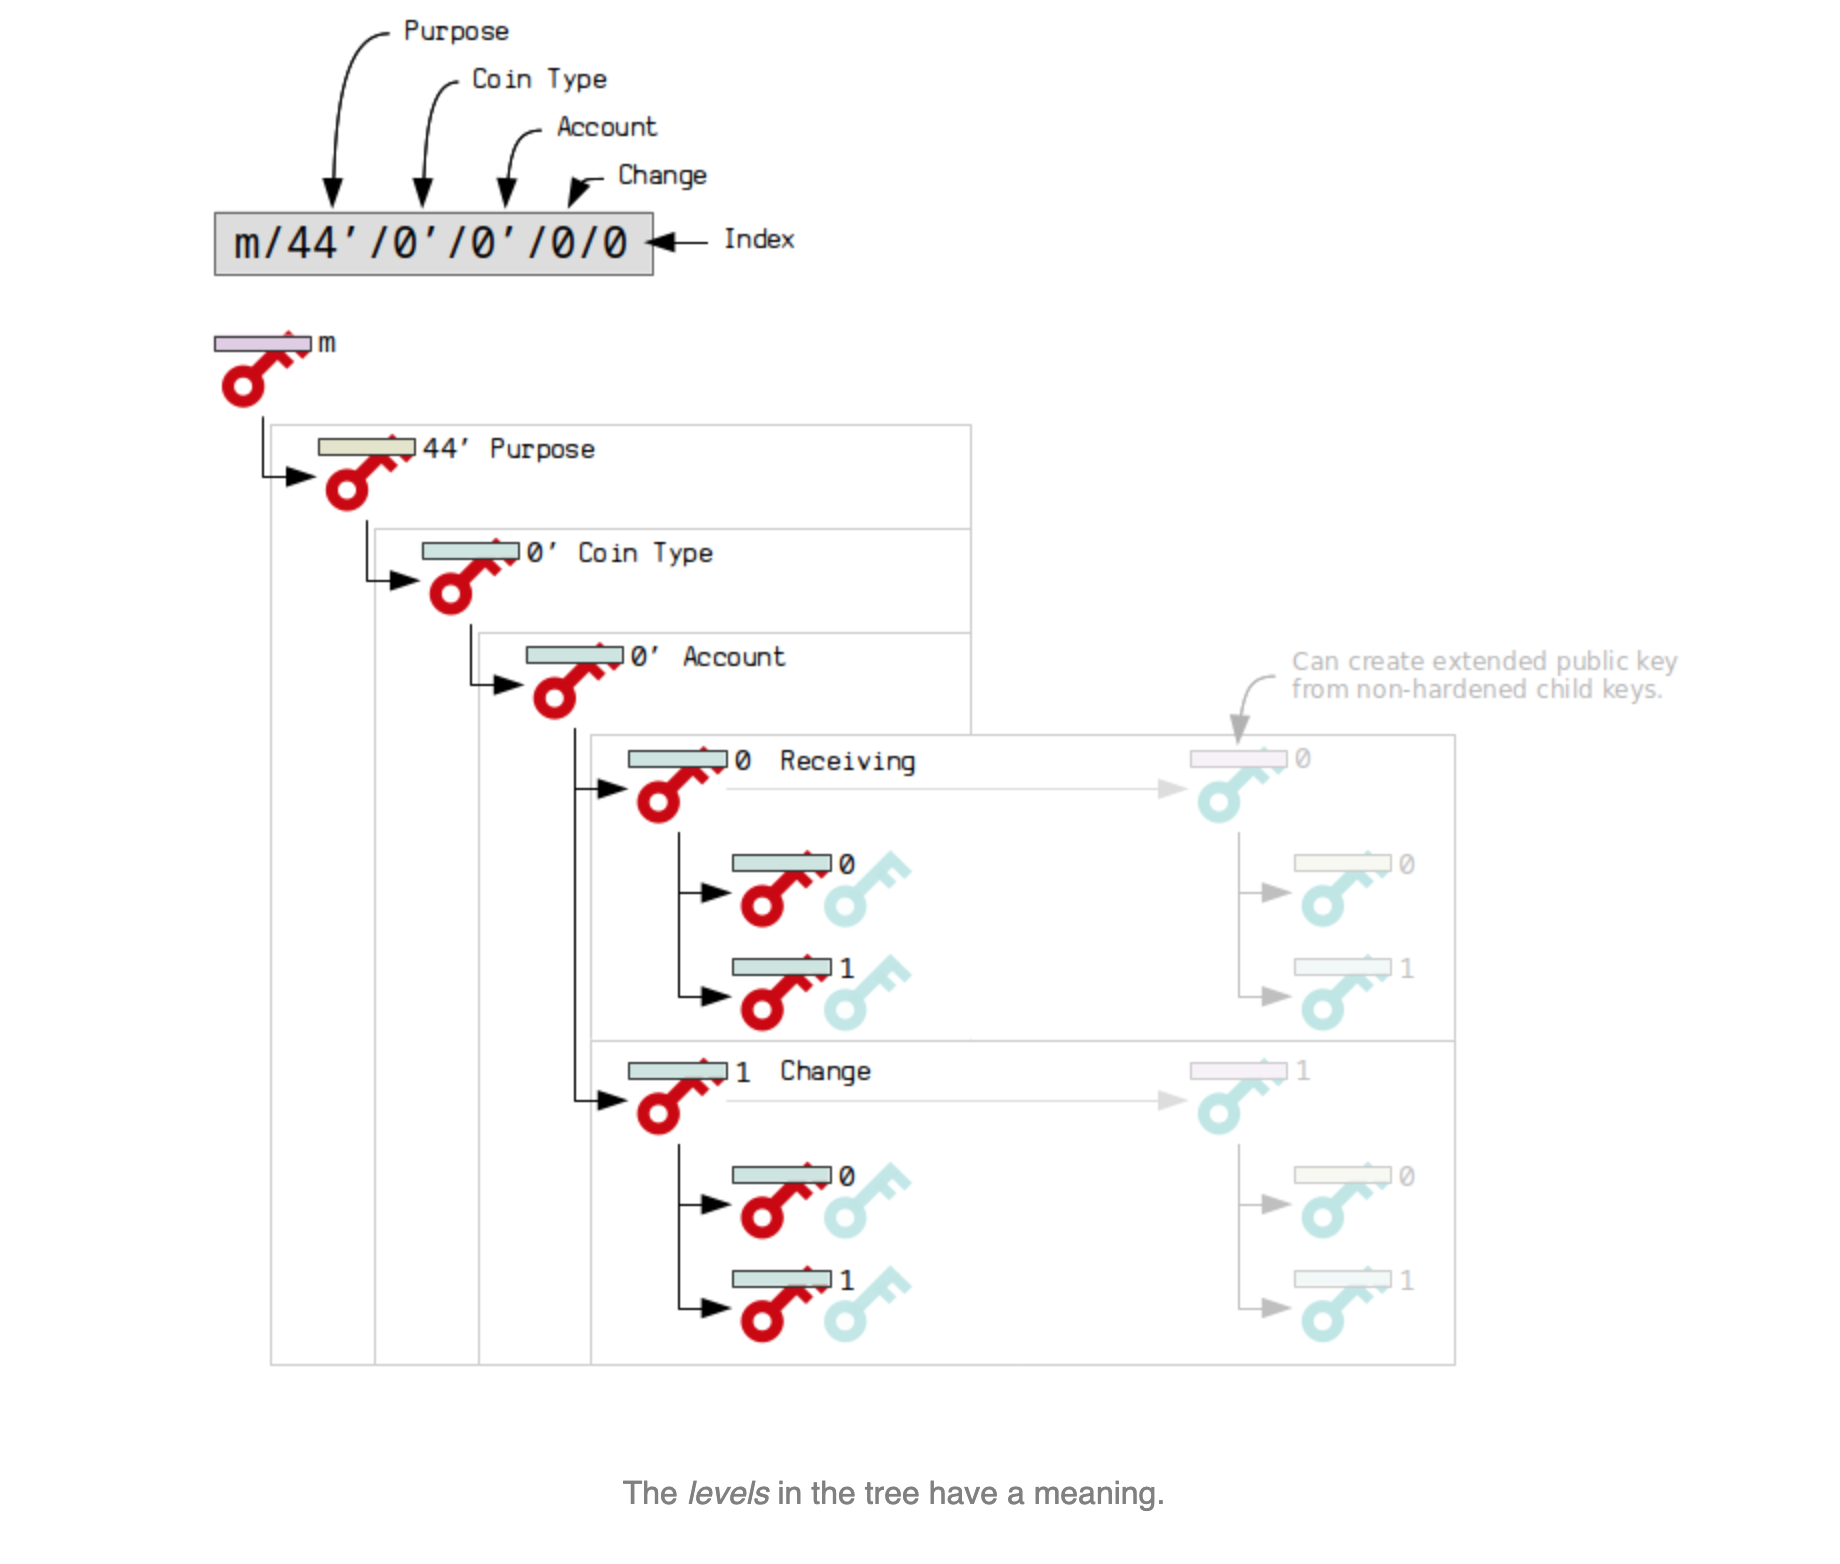 Purpose
Coin Type
Account
Change
m/44'/0'/0'/0/0
Index
m
44' Purpose
0' Coin Type
0' Account
Can create extended public key
from non-hardened child keys.
0 Receiving
0
0
0
1
1
1 Change
1
0
0
1
1
The levels in the tree have a meaning.